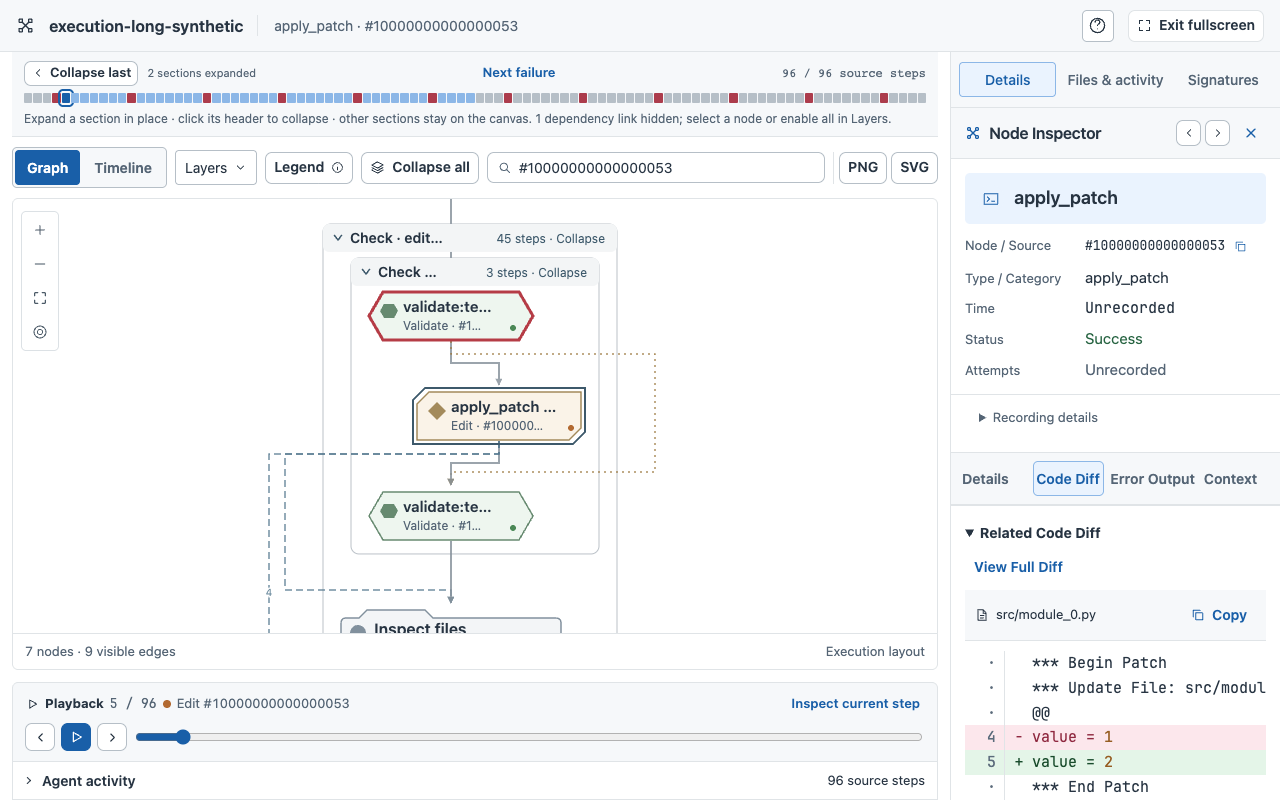 execution-long-synthetic
apply_patch · #10000000000000053
Exit fullscreen
Collapse last
2 sections expanded
Next failure
96 / 96 source steps
Expand a section in place · click its header to collapse · other sections stay on the canvas. 1 dependency link hidden; select a node or enable all in Layers.
Graph
Timeline
Layers
Legend
Collapse all
#10000000000000053
PNG
SVG
Check · edit...
45 steps · Collapse
Check ...
3 steps · Collapse
validate:te...
Validate · #1...
apply_patch ...
Edit · #100000...
validate:te...
Validate · #1...
4
Inspect files
7 nodes · 9 visible edges
Execution layout
Playback 5 / 96 Edit #10000000000000053
Inspect current step
Agent activity
96 source steps
Details
Files & activity
Signatures
Node Inspector
apply_patch
Node / Source #10000000000000053
Type / Category apply_patch
Time Unrecorded
Status Success
Attempts Unrecorded
Recording details
Details
Code Diff
Error Output
Context
Related Code Diff
View Full Diff
src/module_0.py
Copy
· *** Begin Patch
· *** Update File: src/modul
· @@
4 - value = 1
5 + value = 2
· *** End Patch